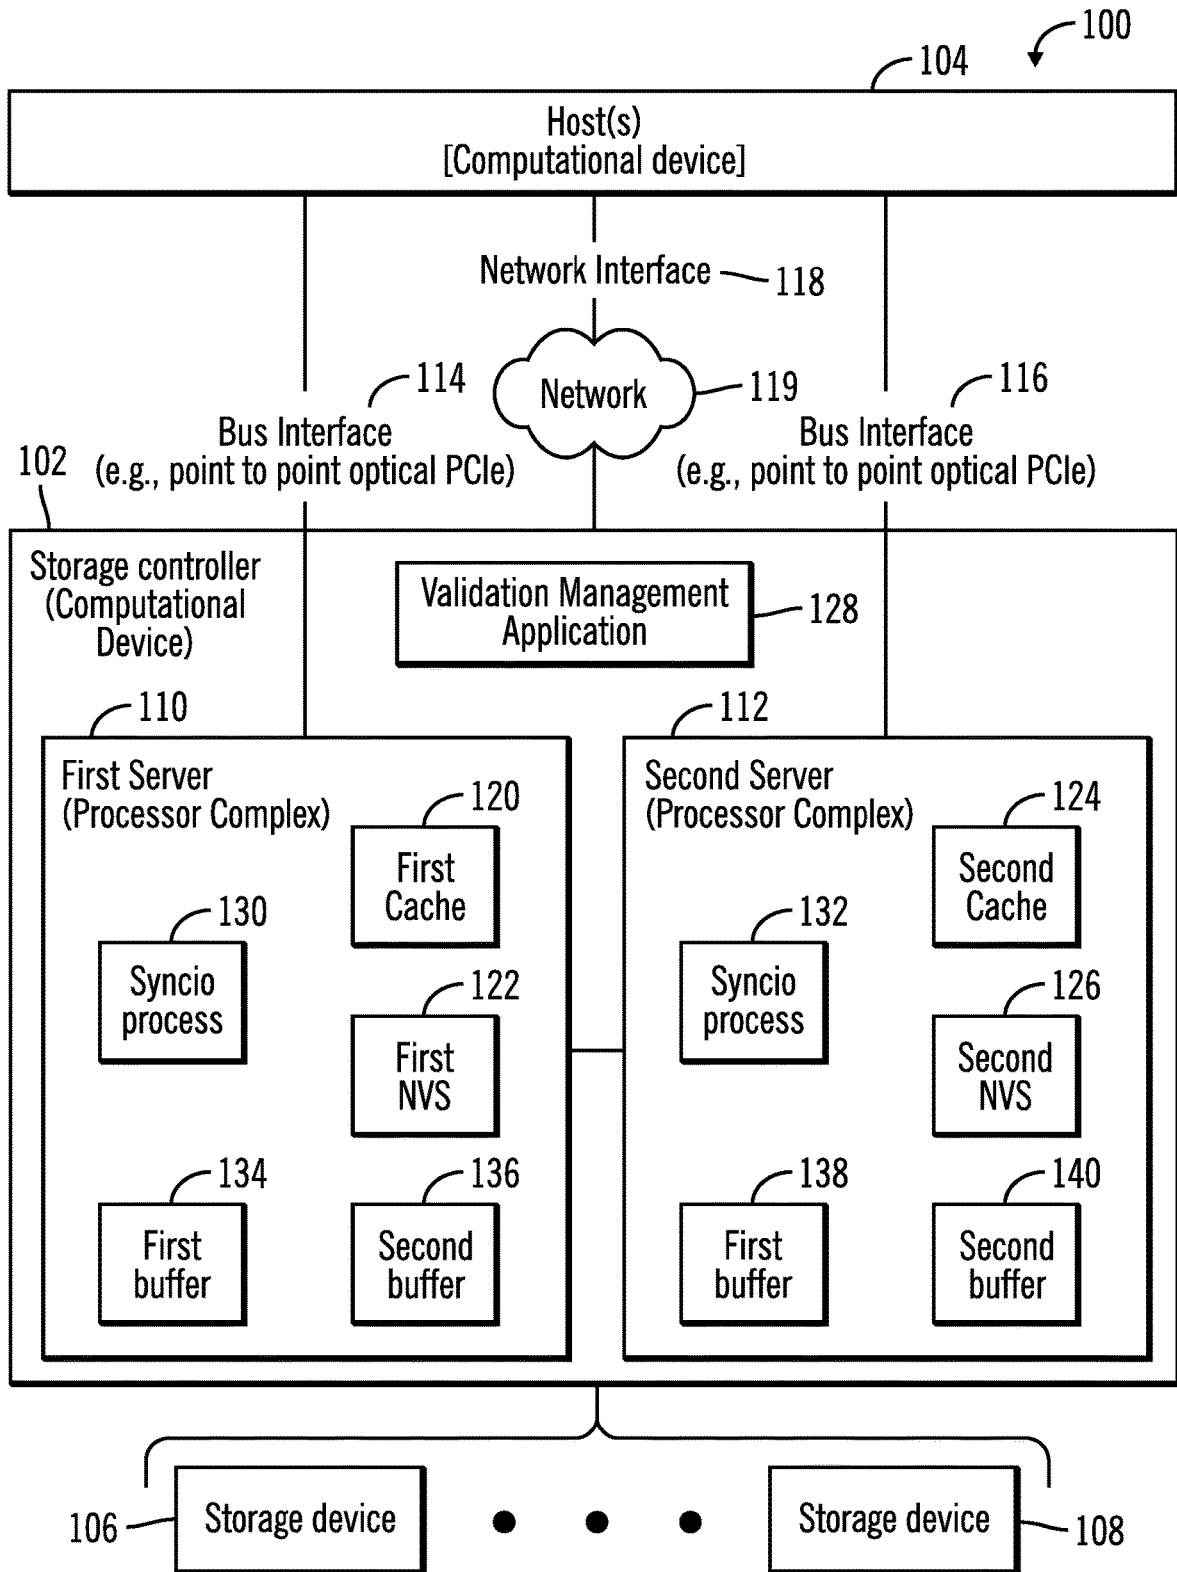 100
104
Host(s)
[Computational device]
Network Interface 118
114
Network
119
116
Bus Interface
(e.g., point to point optical PCIe)
Bus Interface
(e.g., point to point optical PCIe)
102
Storage controller
(Computational
Device)
Validation Management
Application
128
110
First Server
(Processor Complex)
120
First
Cache
130
Syncio
process
122
First
NVS
134
First
buffer
136
Second
buffer
112
Second Server
(Processor Complex)
124
Second
Cache
132
Syncio
process
126
Second
NVS
138
First
buffer
140
Second
buffer
106
Storage device
Storage device
108